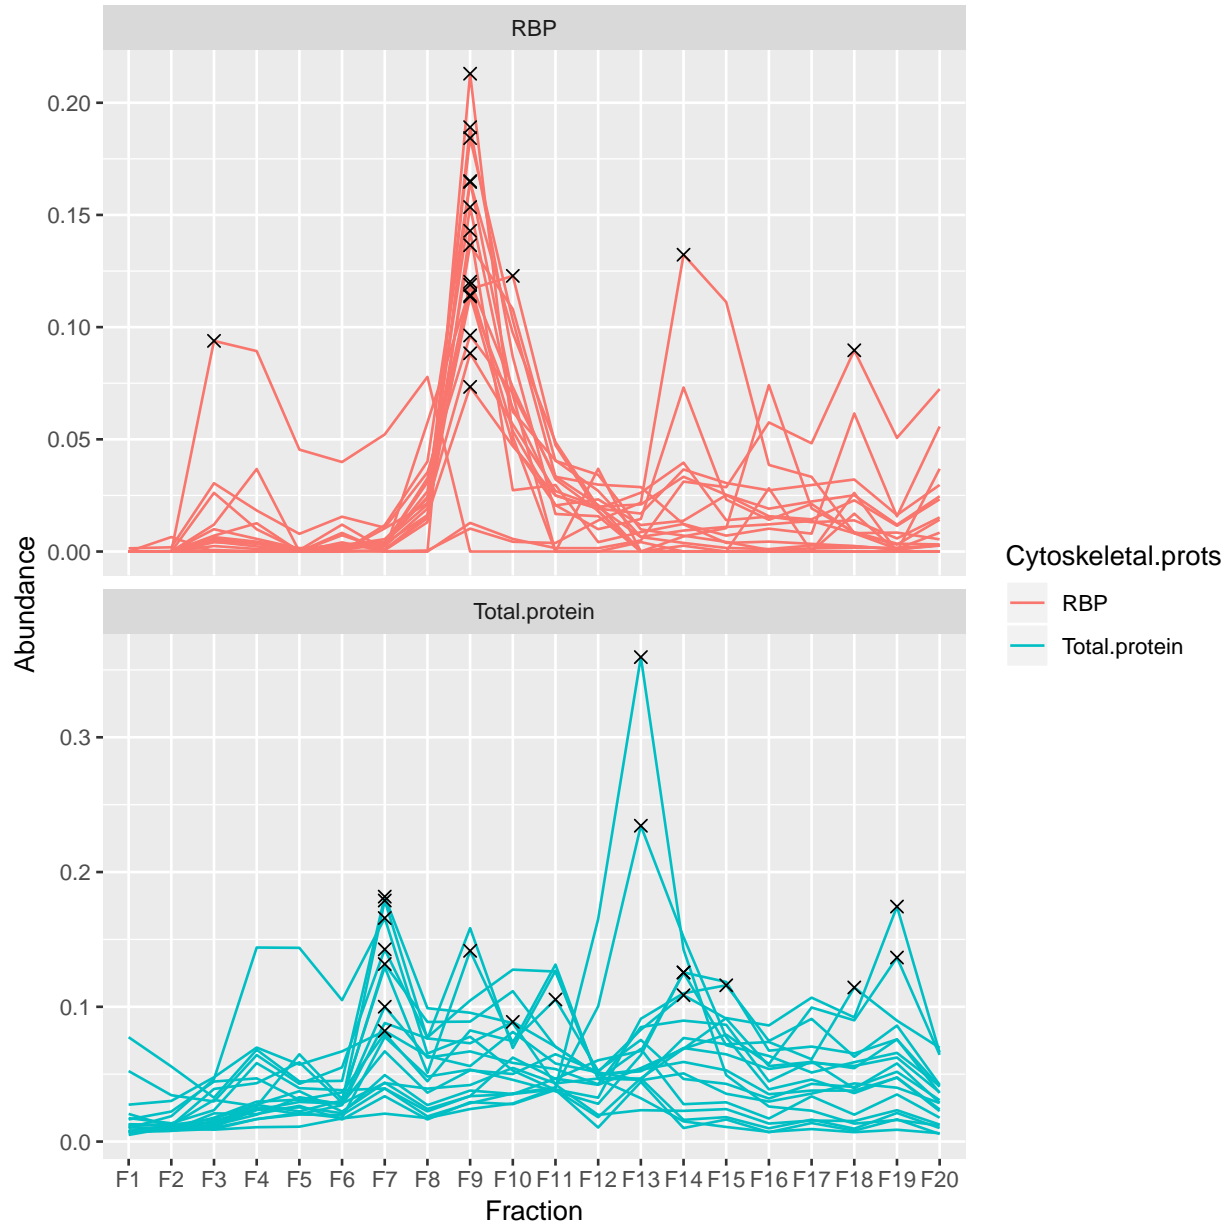 RBP
0.20
0.15
0.10
0.05
0.00
Total.protein
0.3
0.2
0.1
0.0
F1 F2 F3 F4 F5 F6 F7 F8 F9 F10 F11 F12 F13 F14 F15 F16 F17 F18 F19 F20
Fraction
Abundance
Cytoskeletal.prots
RBP
Total.protein